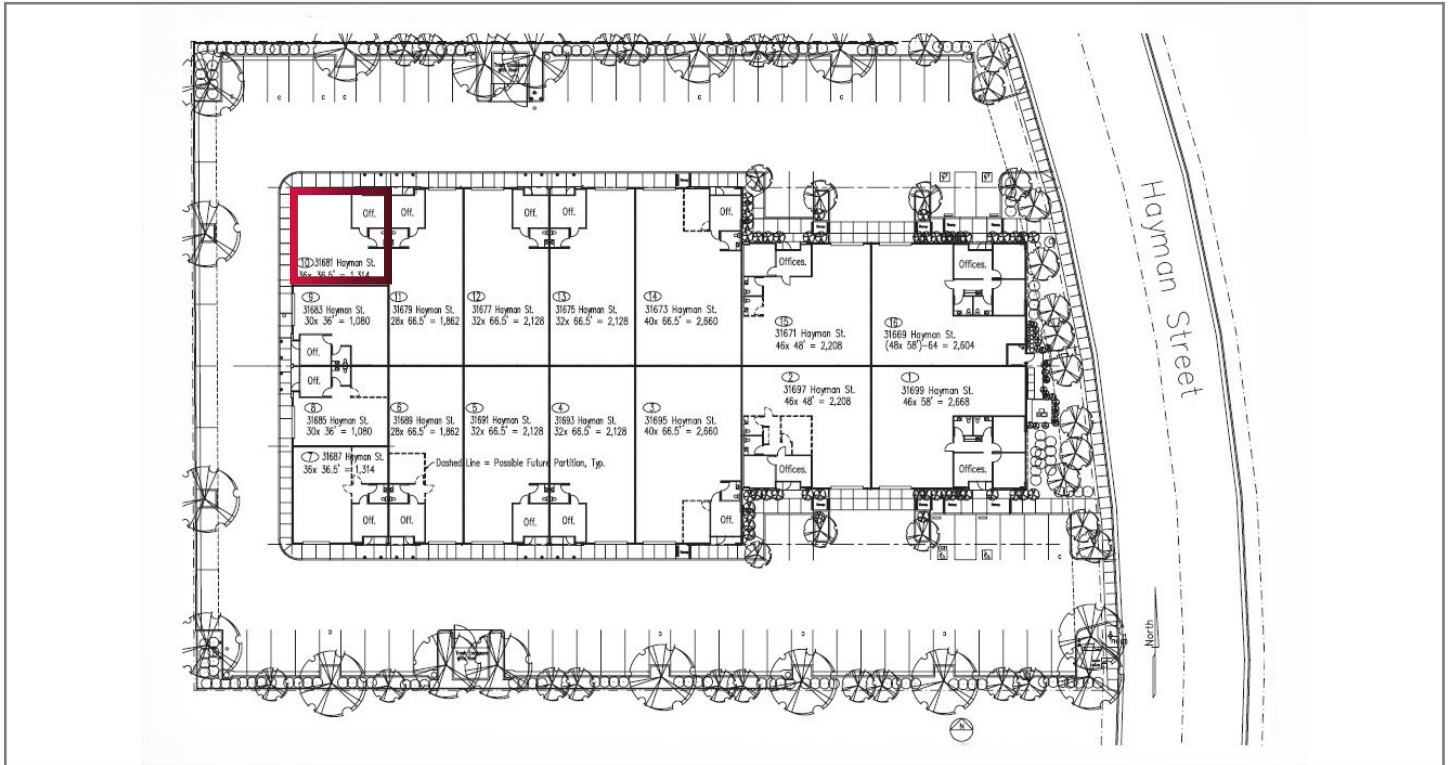 Off.
Off.
Off.
Off.
Off.
⑩ 31681 Hayman St.
36x 36.5' = 1,314
Offices.
Offices.
⑨
31683 Hayman St.
30x 36' = 1,080
⑪
31679 Hayman St.
28x 66.5' = 1,862
⑫
31677 Hayman St.
32x 66.5' = 2,128
⑬
31675 Hayman St.
32x 66.5' = 2,128
⑭
31673 Hayman St.
40x 66.5' = 2,660
⑮
31671 Hayman St.
46x 48' = 2,208
⑯
31669 Hayman St.
(48x 58')-64 = 2,604
Hayman Street
Off.
Off.
⑧
31685 Hayman St.
30x 36' = 1,080
⑥
31689 Hayman St.
28x 66.5' = 1,862
⑤
31691 Hayman St.
32x 66.5' = 2,128
④
31693 Hayman St.
32x 66.5' = 2,128
③
31695 Hayman St.
40x 66.5' = 2,660
②
31697 Hayman St.
46x 48' = 2,208
①
31699 Hayman St.
46x 58' = 2,668
⑦ 31687 Hayman St.
36x 36.5' = 1,314
Dashed Line = Possible Future Partition, Typ.
Offices.
Offices.
Off.
Off.
Off.
Off.
Off.
North
N